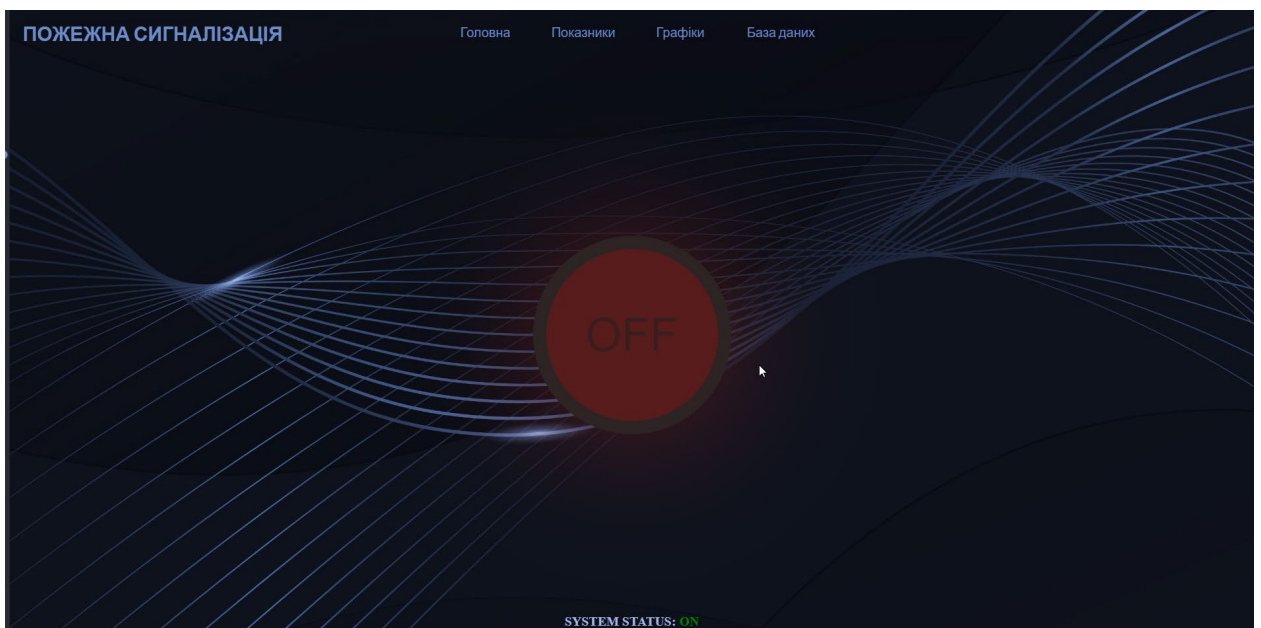 ПОЖЕЖНА СИГНАЛІЗАЦІЯ
Головна Показники Графіки База даних
OFF
SYSTEM STATUS: ON